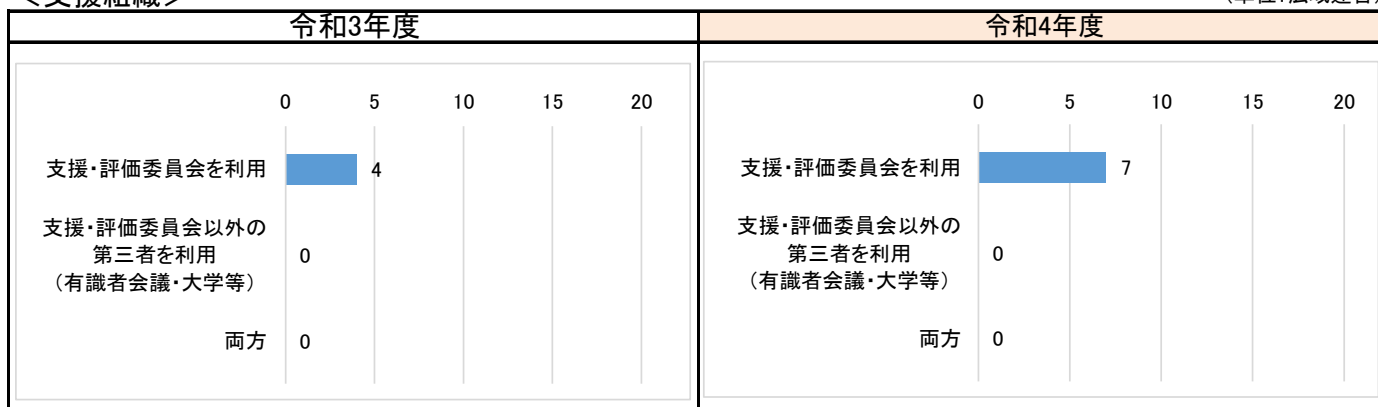 ＜支援組織＞
令和3年度
令和4年度
0 5 10 15 20
支援・評価委員会を利用 4
支援・評価委員会以外の
第三者を利用 0
（有識者会議・大学等）
両方 0
0 5 10 15 20
支援・評価委員会を利用 7
支援・評価委員会以外の
第三者を利用 0
（有識者会議・大学等）
両方 0